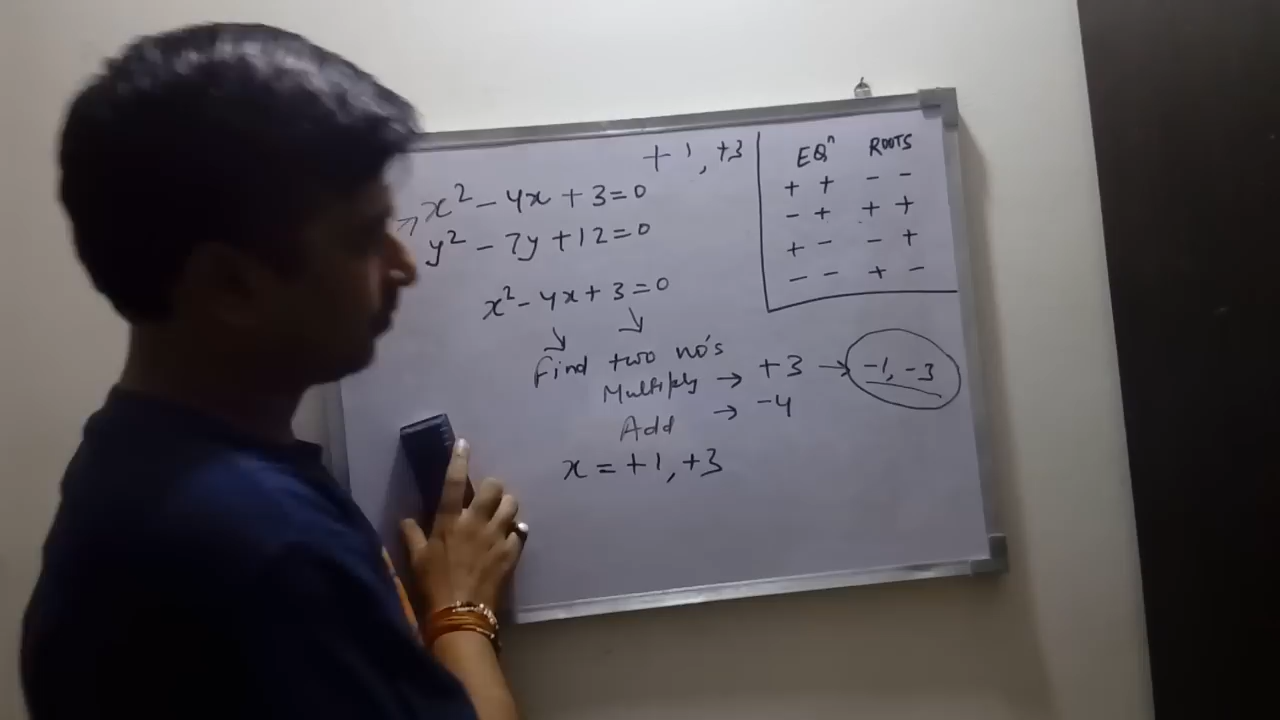 +1, +3
x² - 4x + 3 = 0
y² - 7y + 12 = 0
x² - 4x + 3 = 0
Find two no's
Multiply → +3 → -1, -3
Add → -4
x = +1, +3
EQⁿ ROOTS
+ + - -
- + + +
+ - - +
- - + -